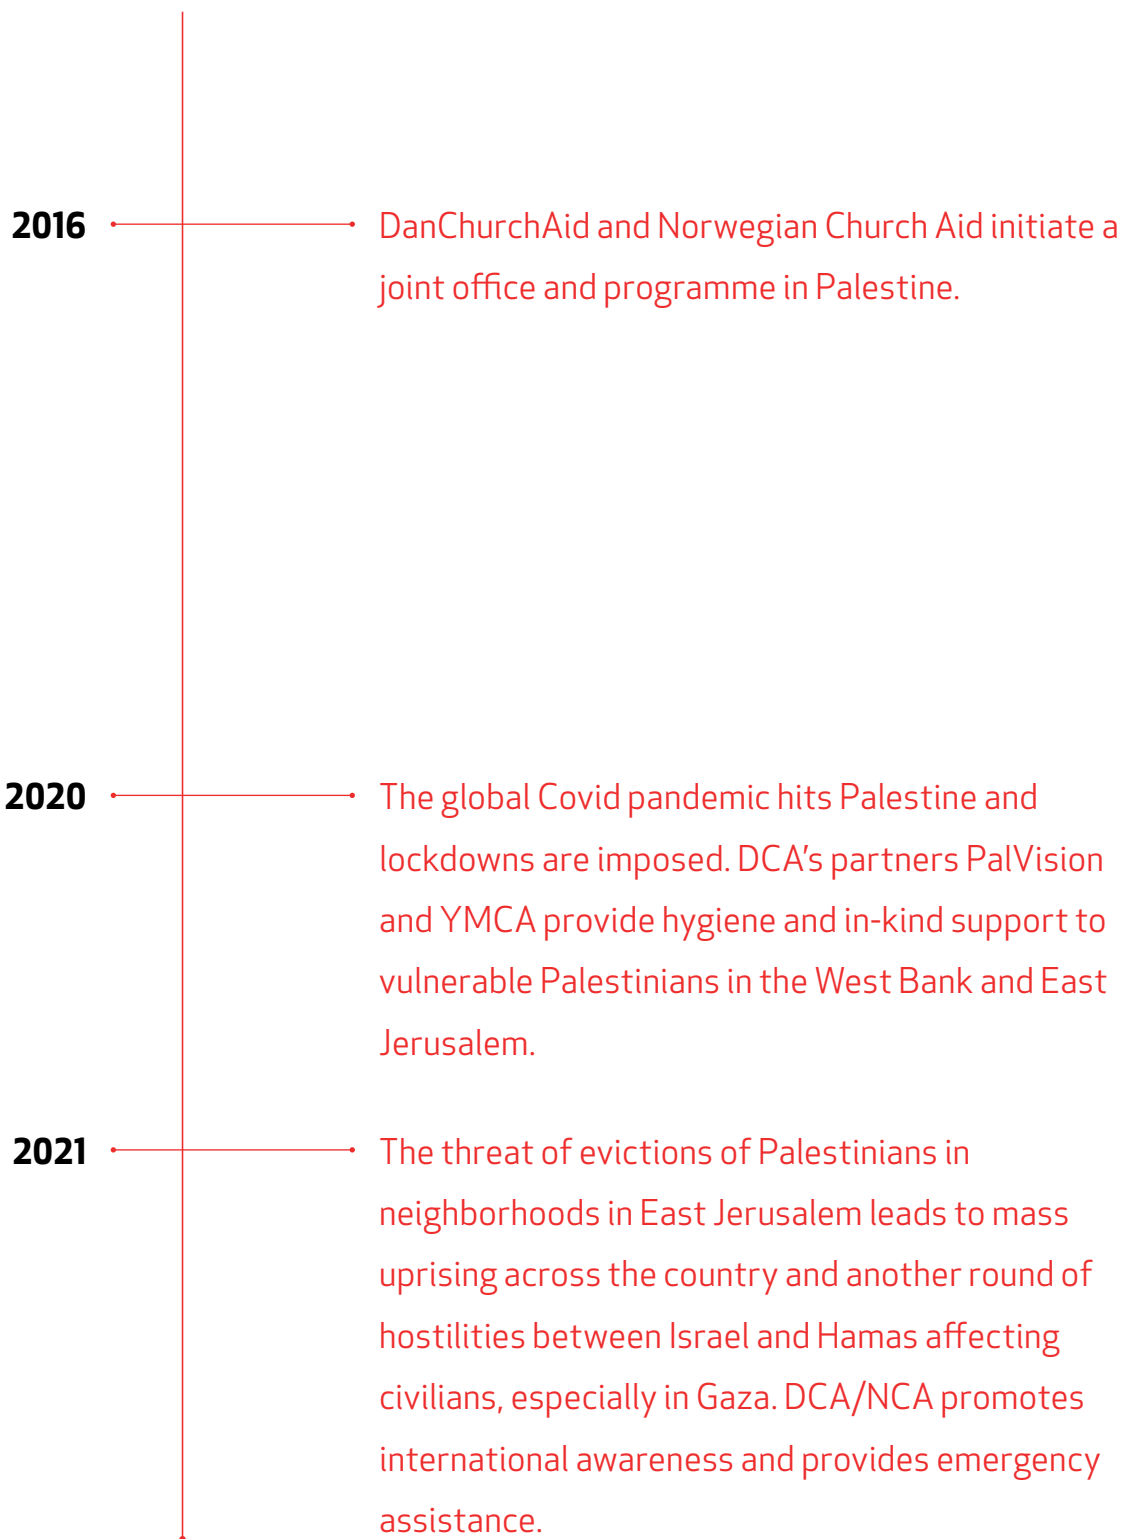 2016
DanChurchAid and Norwegian Church Aid initiate a
joint office and programme in Palestine.
2020
The global Covid pandemic hits Palestine and
lockdowns are imposed. DCA’s partners PalVision
and YMCA provide hygiene and in-kind support to
vulnerable Palestinians in the West Bank and East
Jerusalem.
2021
The threat of evictions of Palestinians in
neighborhoods in East Jerusalem leads to mass
uprising across the country and another round of
hostilities between Israel and Hamas affecting
civilians, especially in Gaza. DCA/NCA promotes
international awareness and provides emergency
assistance.